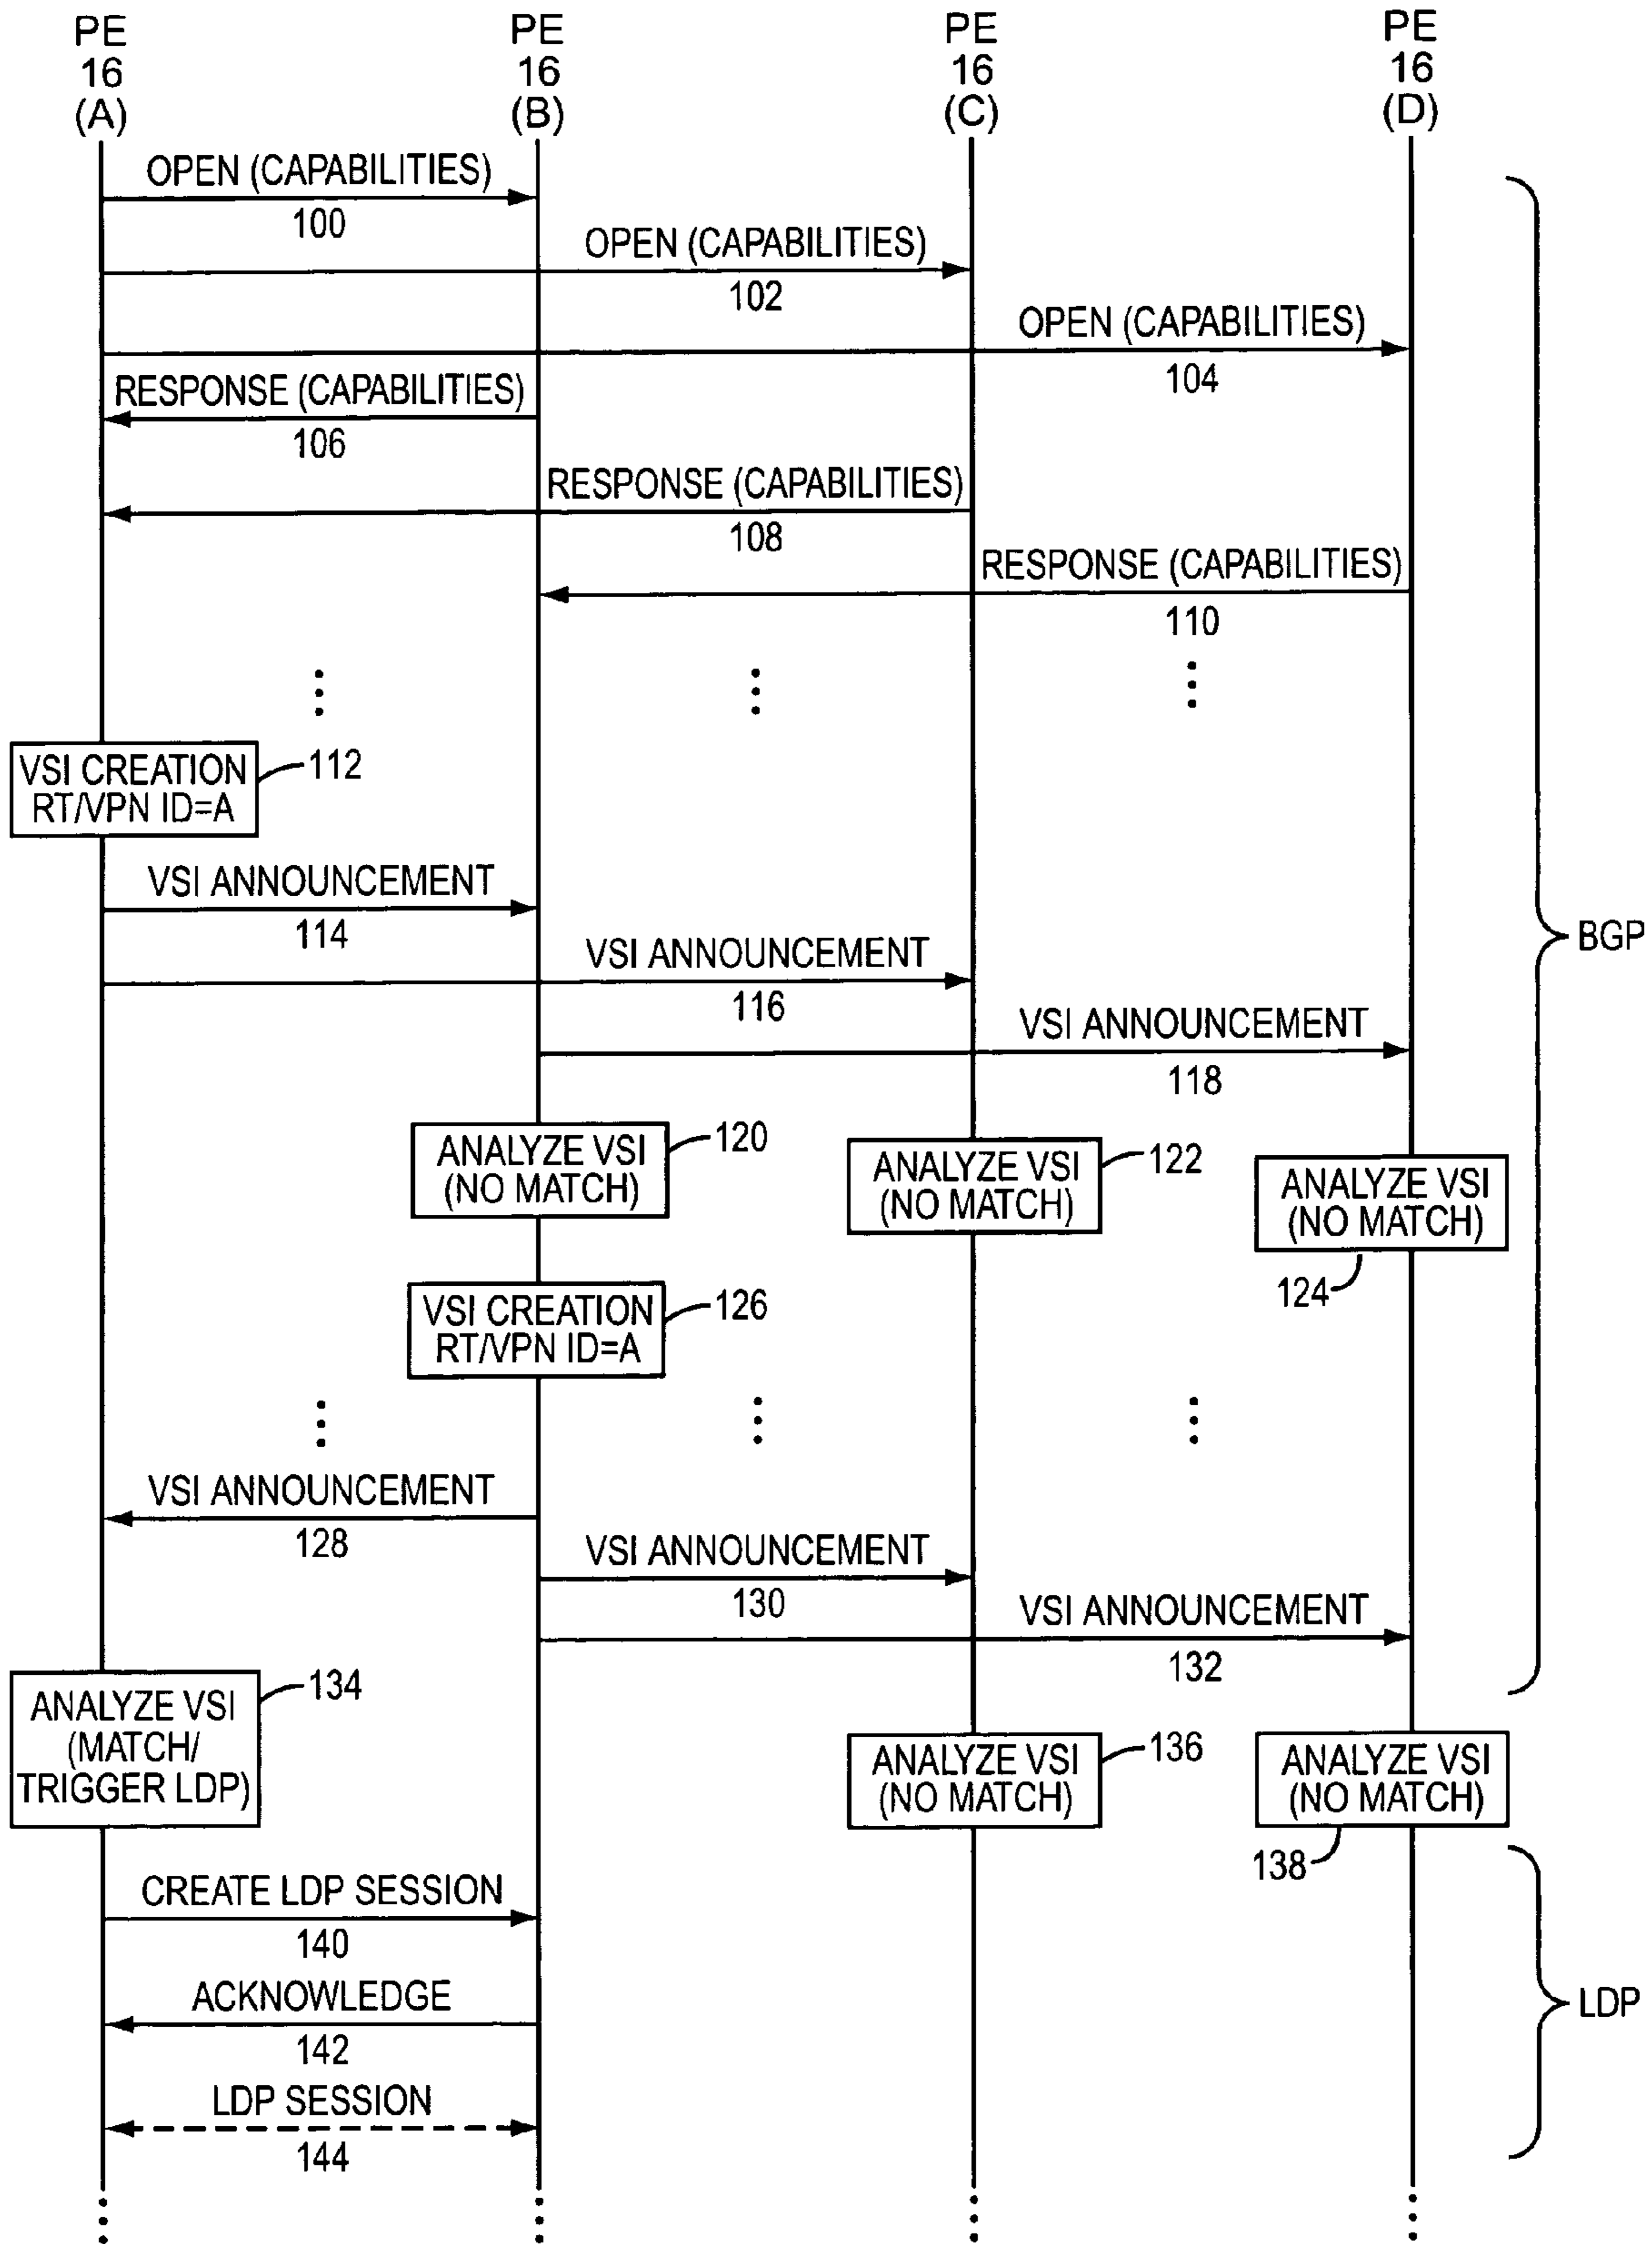 PE
16
(A)
PE
16
(B)
PE
16
(C)
PE
16
(D)
OPEN (CAPABILITIES)
100
OPEN (CAPABILITIES)
102
OPEN (CAPABILITIES)
104
RESPONSE (CAPABILITIES)
106
RESPONSE (CAPABILITIES)
108
RESPONSE (CAPABILITIES)
110
VSI CREATION
RT/VPN ID=A
112
VSI ANNOUNCEMENT
114
BGP
VSI ANNOUNCEMENT
116
VSI ANNOUNCEMENT
118
ANALYZE VSI
(NO MATCH)
120
ANALYZE VSI
(NO MATCH)
122
ANALYZE VSI
(NO MATCH)
124
VSI CREATION
RT/VPN ID=A
126
VSI ANNOUNCEMENT
128
VSI ANNOUNCEMENT
130
VSI ANNOUNCEMENT
132
ANALYZE VSI
(MATCH/
TRIGGER LDP)
134
ANALYZE VSI
(NO MATCH)
136
ANALYZE VSI
(NO MATCH)
138
CREATE LDP SESSION
140
ACKNOWLEDGE
142
LDP
LDP SESSION
144